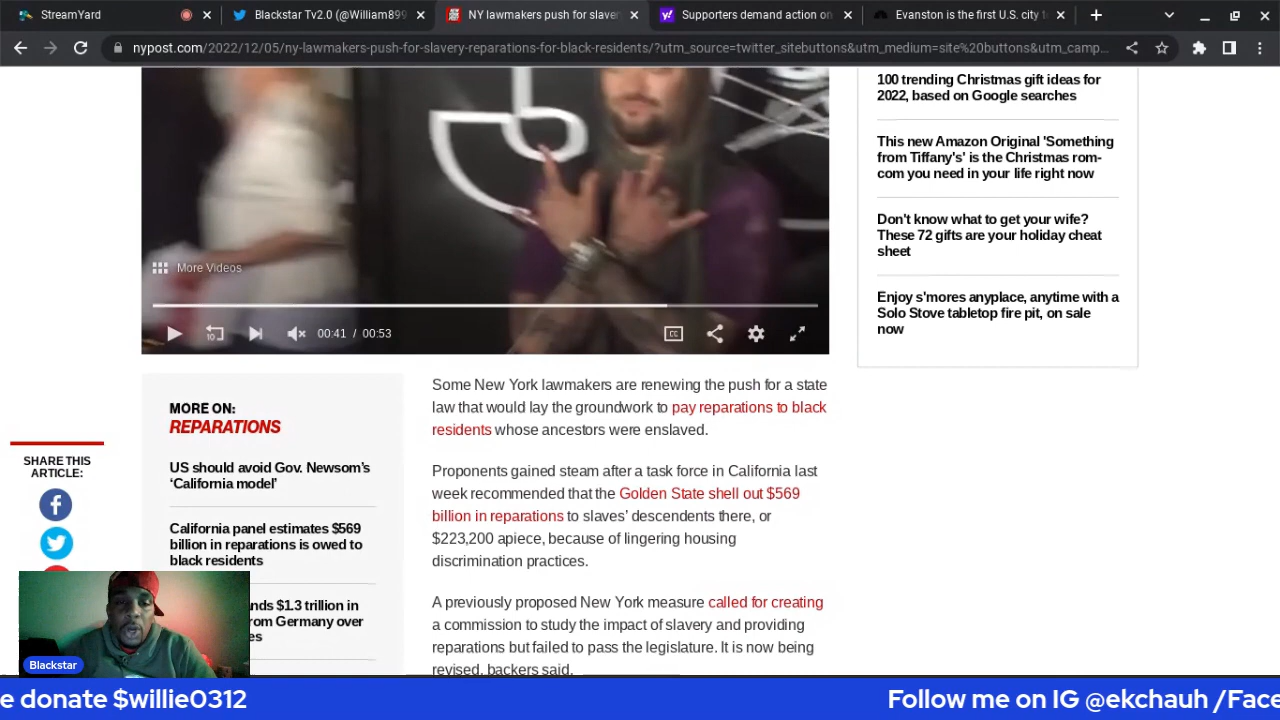 StreamYard
Blackstar Tv2.0 (@William899
NY lawmakers push for slaver
Supporters demand action on
Evanston is the first U.S. city t
nypost.com/2022/12/05/ny-lawmakers-push-for-slavery-reparations-for-black-residents/?utm_source=twitter_sitebuttons&utm_medium=site%20buttons&utm_camp...
More Videos
10
00:41 / 00:53
CC
100 trending Christmas gift ideas for
2022, based on Google searches
This new Amazon Original 'Something
from Tiffany's' is the Christmas rom-
com you need in your life right now
Don't know what to get your wife?
These 72 gifts are your holiday cheat
sheet
Enjoy s'mores anyplace, anytime with a
Solo Stove tabletop fire pit, on sale
now
SHARE THIS
ARTICLE:
MORE ON:
REPARATIONS
US should avoid Gov. Newsom's
‘California model’
California panel estimates $569
billion in reparations is owed to
black residents
nds $1.3 trillion in
from Germany over
es
Some New York lawmakers are renewing the push for a state
law that would lay the groundwork to pay reparations to black
residents whose ancestors were enslaved.
Proponents gained steam after a task force in California last
week recommended that the Golden State shell out $569
billion in reparations to slaves’ descendents there, or
$223,200 apiece, because of lingering housing
discrimination practices.
A previously proposed New York measure called for creating
a commission to study the impact of slavery and providing
reparations but failed to pass the legislature. It is now being
revised, backers said.
Blackstar
e donate $willie0312
Follow me on IG @ekchauh /Face